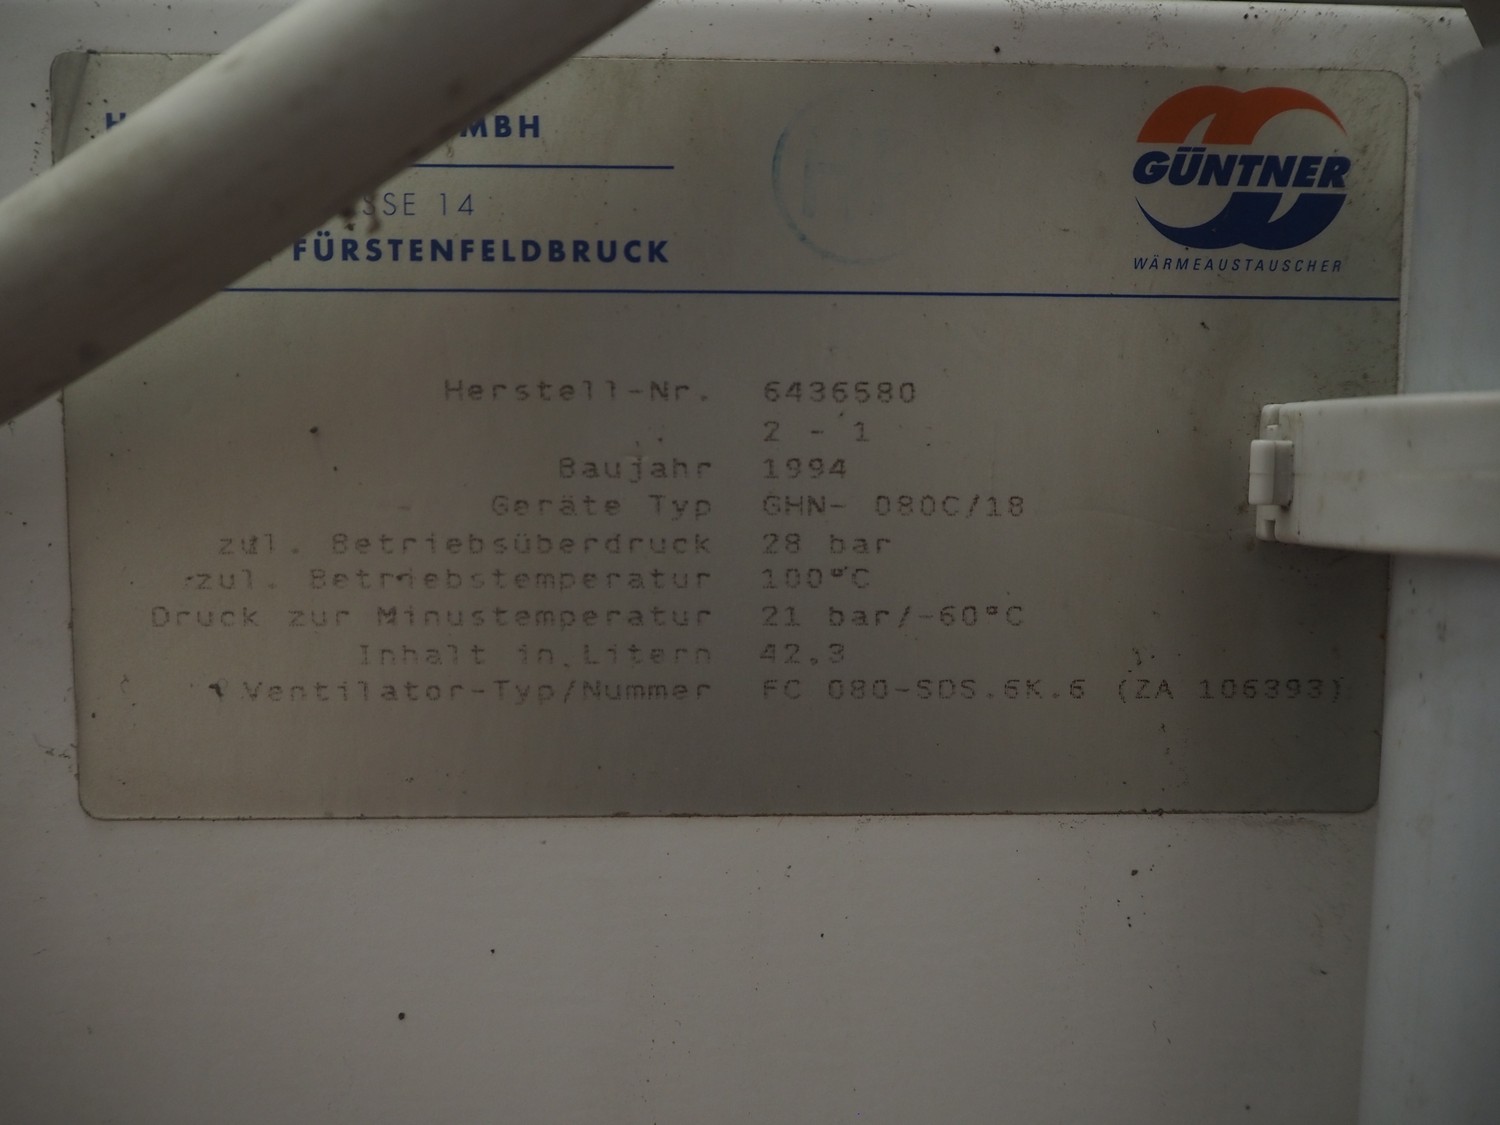 MBH
SSE 14
FÜRSTENFELDBRUCK
GÜNTNER
WÄRMEAUSTAUSCHER
Herstell-Nr. 6436580
2 - 1
Baujahr 1994
Geräte Typ GHN- 080C/18
zul. Betriebsüberdruck 28 bar
zul. Betriebstemperatur 100°C
Druck zur Minustemperatur 21 bar/-60°C
Inhalt in Litern 42,3
Ventilator-Typ/Nummer FC 080-SDS.6K.6 (ZA 106393)